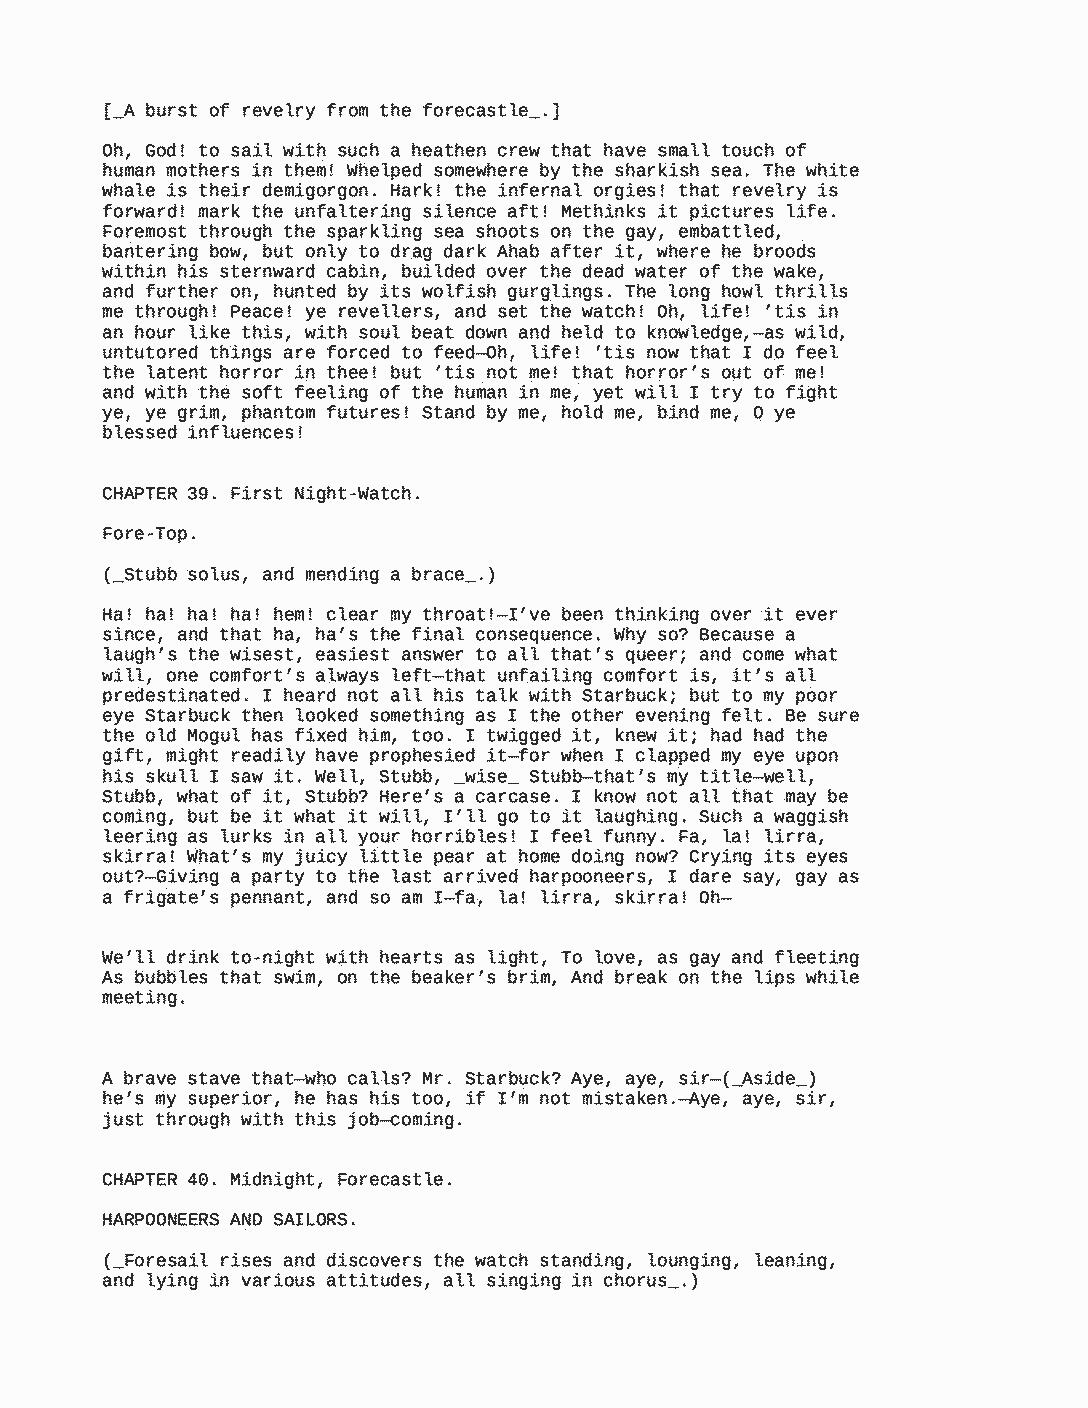 [_A burst of revelry from the forecastle_.]
Oh, God! to sail with such a heathen crew that have small touch of
human mothers in them! Whelped somewhere by the sharkish sea. The white
whale is their demigorgon. Hark! the infernal orgies! that revelry is
forward! mark the unfaltering silence aft! Methinks it pictures life.
Foremost through the sparkling sea shoots on the gay, embattled,
bantering bow, but only to drag dark Ahab after it, where he broods
within his sternward cabin, builded over the dead water of the wake,
and further on, hunted by its wolfish gurglings. The long howl thrills
me through! Peace! ye revellers, and set the watch! Oh, life! ’tis in
an hour like this, with soul beat down and held to knowledge,—as wild,
untutored things are forced to feed—Oh, life! ’tis now that I do feel
the latent horror in thee! but ’tis not me! that horror’s out of me!
and with the soft feeling of the human in me, yet will I try to fight
ye, ye grim, phantom futures! Stand by me, hold me, bind me, O ye
blessed influences!
CHAPTER 39. First Night-Watch.
Fore-Top.
(_Stubb solus, and mending a brace_.)
Ha! ha! ha! ha! hem! clear my throat!—I’ve been thinking over it ever
since, and that ha, ha’s the final consequence. Why so? Because a
laugh’s the wisest, easiest answer to all that’s queer; and come what
will, one comfort’s always left—that unfailing comfort is, it’s all
predestinated. I heard not all his talk with Starbuck; but to my poor
eye Starbuck then looked something as I the other evening felt. Be sure
the old Mogul has fixed him, too. I twigged it, knew it; had had the
gift, might readily have prophesied it—for when I clapped my eye upon
his skull I saw it. Well, Stubb, _wise_ Stubb—that’s my title—well,
Stubb, what of it, Stubb? Here’s a carcase. I know not all that may be
coming, but be it what it will, I’ll go to it laughing. Such a waggish
leering as lurks in all your horribles! I feel funny. Fa, la! lirra,
skirra! What’s my juicy little pear at home doing now? Crying its eyes
out?—Giving a party to the last arrived harpooneers, I dare say, gay as
a frigate’s pennant, and so am I—fa, la! lirra, skirra! Oh—
We’ll drink to-night with hearts as light, To love, as gay and fleeting
As bubbles that swim, on the beaker’s brim, And break on the lips while
meeting.
A brave stave that—who calls? Mr. Starbuck? Aye, aye, sir—(_Aside_)
he’s my superior, he has his too, if I’m not mistaken.—Aye, aye, sir,
just through with this job—coming.
CHAPTER 40. Midnight, Forecastle.
HARPOONEERS AND SAILORS.
(_Foresail rises and discovers the watch standing, lounging, leaning,
and lying in various attitudes, all singing in chorus_.)